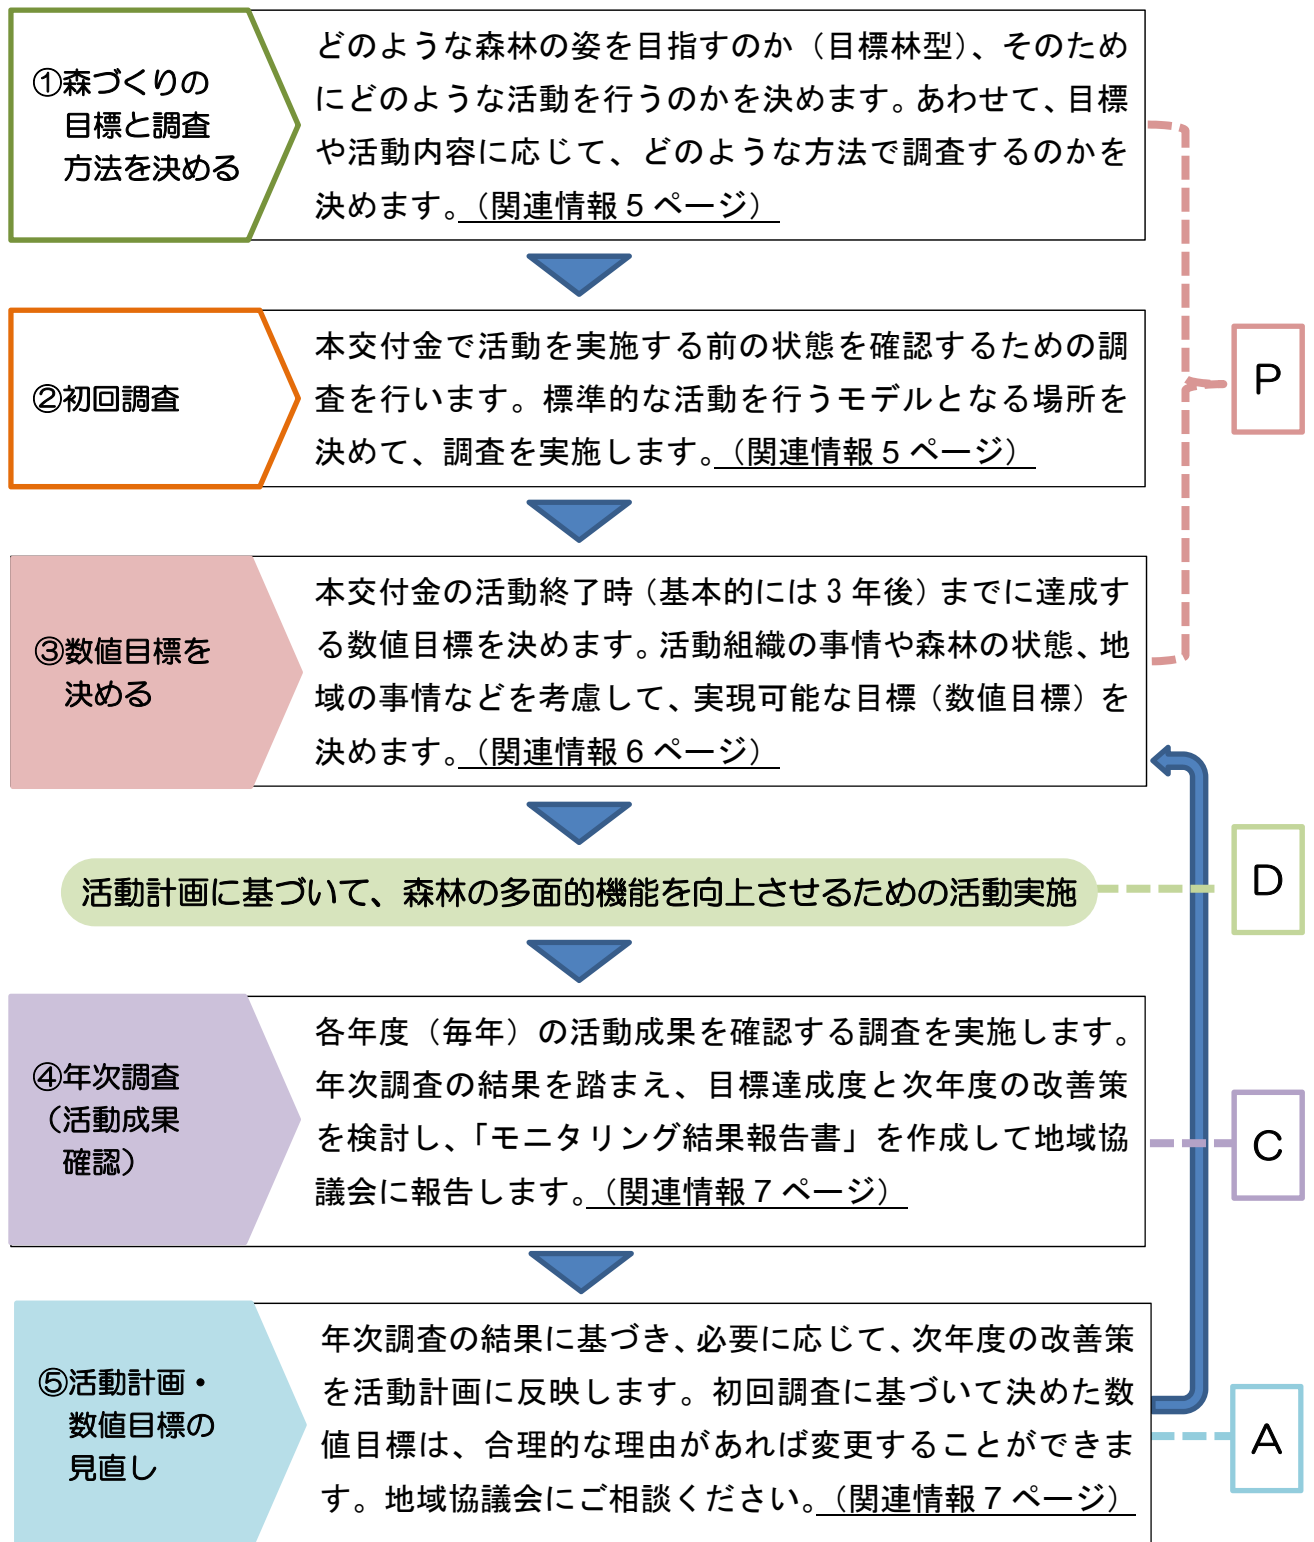 ①森づくりの
目標と調査
方法を決める
どのような森林の姿を目指すのか（目標林型）、そのため
にどのような活動を行うのかを決めます。あわせて、目標
や活動内容に応じて、どのような方法で調査するのかを
決めます。（関連情報５ページ）
②初回調査
本交付金で活動を実施する前の状態を確認するための調
査を行います。標準的な活動を行うモデルとなる場所を
決めて、調査を実施します。（関連情報５ページ）
P
③数値目標を
決める
本交付金の活動終了時（基本的には３年後）までに達成す
る数値目標を決めます。活動組織の事情や森林の状態、地
域の事情などを考慮して、実現可能な目標（数値目標）を
決めます。（関連情報６ページ）
活動計画に基づいて、森林の多面的機能を向上させるための活動実施
D
④年次調査
（活動成果
確認）
各年度（毎年）の活動成果を確認する調査を実施します。
年次調査の結果を踏まえ、目標達成度と次年度の改善策
を検討し、「モニタリング結果報告書」を作成して地域協
議会に報告します。（関連情報７ページ）
C
⑤活動計画・
数値目標の
見直し
年次調査の結果に基づき、必要に応じて、次年度の改善策
を活動計画に反映します。初回調査に基づいて決めた数
値目標は、合理的な理由があれば変更することができま
す。地域協議会にご相談ください。（関連情報７ページ）
A